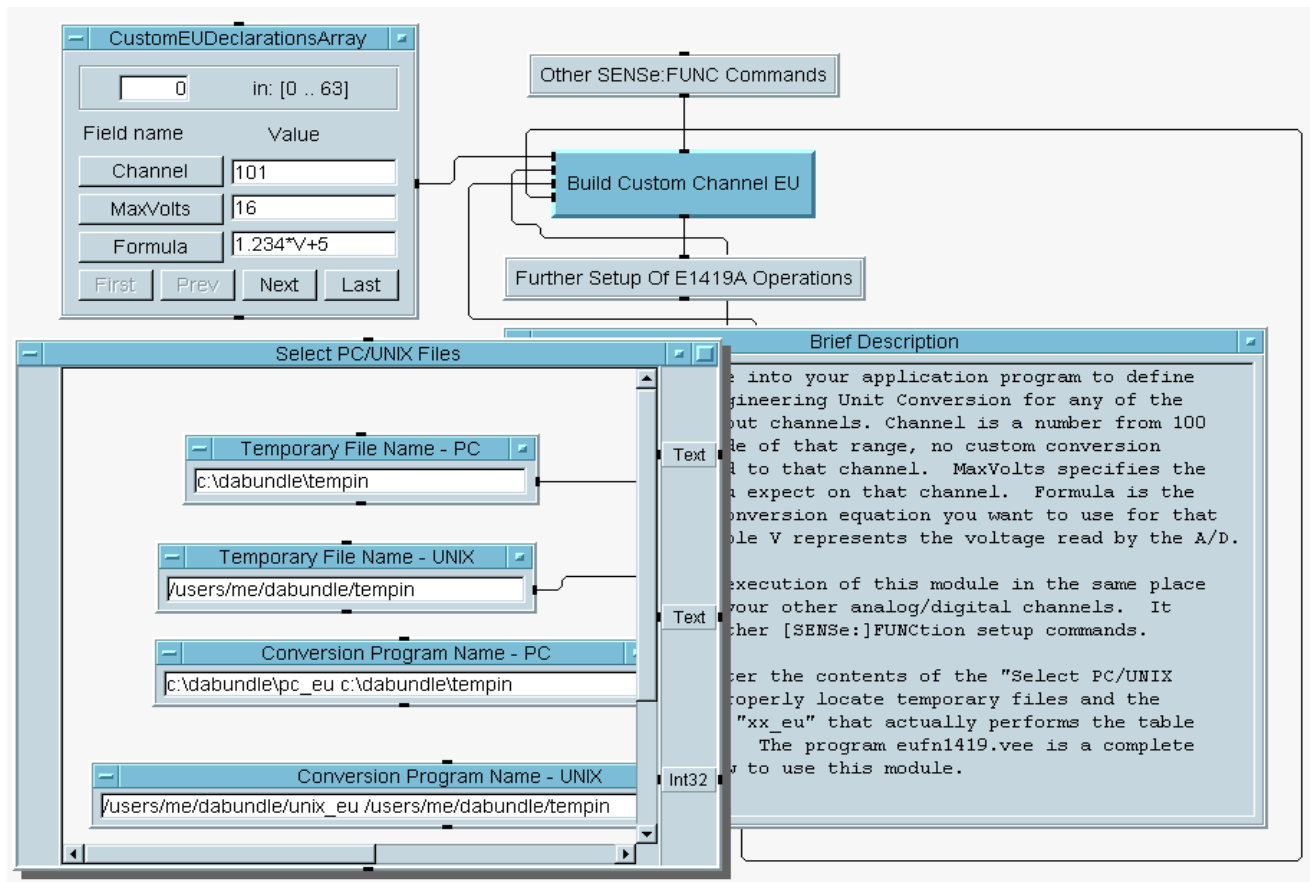 CustomEUDeclarationsArray
0 in: [0 .. 63]
Field name Value
Channel 101
MaxVolts 16
Formula 1.234*V+5
First Prev Next Last
Other SENSe:FUNC Commands
Build Custom Channel EU
Further Setup Of E1419A Operations
Select PC/UNIX Files
Temporary File Name - PC
c:\dabundle\tempin
Temporary File Name - UNIX
/users/me/dabundle/tempin
Conversion Program Name - PC
c:\dabundle\pc_eu c:\dabundle\tempin
Conversion Program Name - UNIX
/users/me/dabundle/unix_eu /users/me/dabundle/tempin
Text
Text
Int32
Brief Description
into your application program to define
Engineering Unit Conversion for any of the
channels. Channel is a number from 100
of that range, no custom conversion
to that channel. MaxVolts specifies the
expect on that channel. Formula is the
conversion equation you want to use for that
V represents the voltage read by the A/D.
execution of this module in the same place
your other analog/digital channels. It
[SENSe:]FUNCtion setup commands.
the contents of the "Select PC/UNIX
properly locate temporary files and the
"xx_eu" that actually performs the table
The program eufn1419.vee is a complete
to use this module.